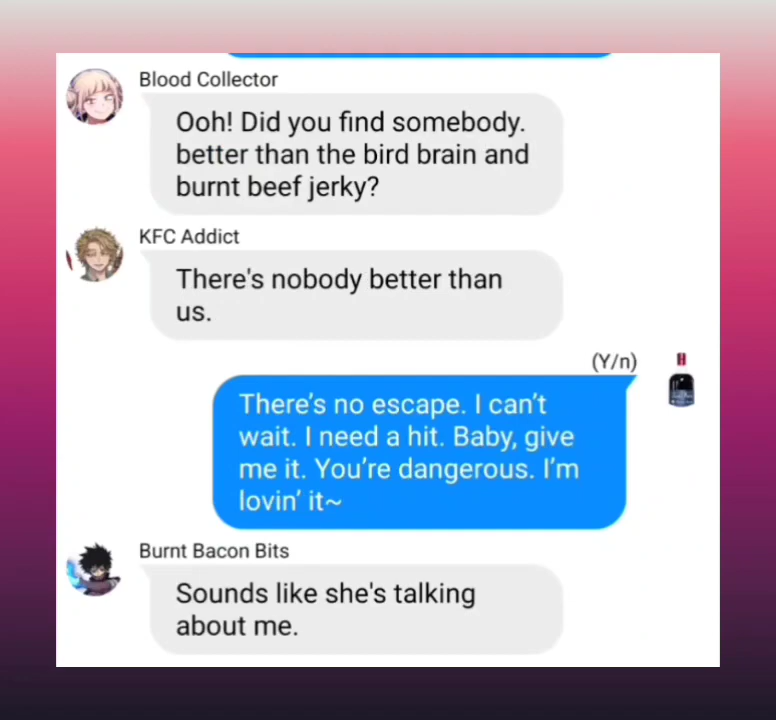 Blood Collector
Ooh! Did you find somebody.
better than the bird brain and
burnt beef jerky?
KFC Addict
There's nobody better than
us.
(Y/n)
There's no escape. I can't
wait. I need a hit. Baby, give
me it. You're dangerous. I'm
lovin' it~
Burnt Bacon Bits
Sounds like she's talking
about me.